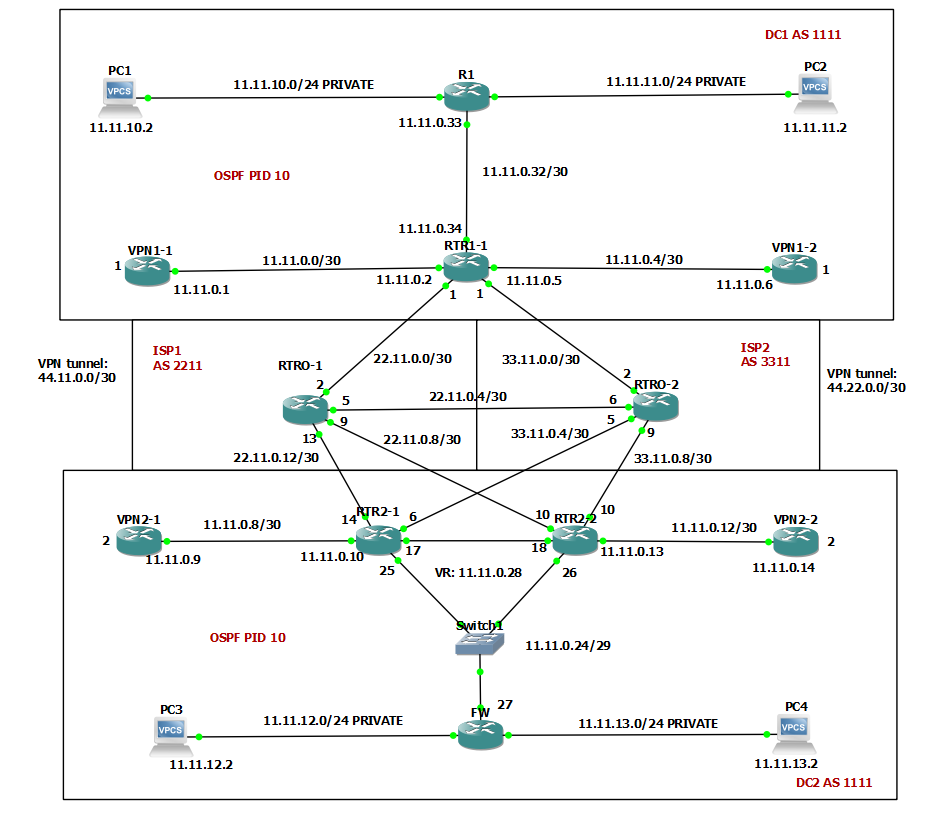 DC1 AS 1111
PC1
R1
PC2
11.11.10.0/24 PRIVATE
11.11.11.0/24 PRIVATE
VPCS
VPCS
11.11.10.2
11.11.0.33
11.11.11.2
OSPF PID 10
11.11.0.32/30
11.11.0.34
VPN1-1
RTR1-1
VPN1-2
1
11.11.0.0/30
11.11.0.4/30
1
11.11.0.1
11.11.0.2
11.11.0.5
11.11.0.6
1
1
VPN tunnel:
44.11.0.0/30
ISP1
AS 2211
ISP2
AS 3311
VPN tunnel:
44.22.0.0/30
22.11.0.0/30
33.11.0.0/30
RTRO-1
RTRO-2
2
2
5
22.11.0.4/30
6
9
5
9
13
22.11.0.8/30
33.11.0.4/30
22.11.0.12/30
33.11.0.8/30
VPN2-1
14
RTR2-1
6
10
RTR2-2
10
VPN2-2
2
11.11.0.8/30
11.11.0.12/30
2
11.11.0.9
11.11.0.10
17
18
11.11.0.13
11.11.0.14
25
VR: 11.11.0.28
26
Switch1
OSPF PID 10
11.11.0.24/29
27
PC3
FW
PC4
11.11.12.0/24 PRIVATE
11.11.13.0/24 PRIVATE
VPCS
VPCS
11.11.12.2
11.11.13.2
DC2 AS 1111